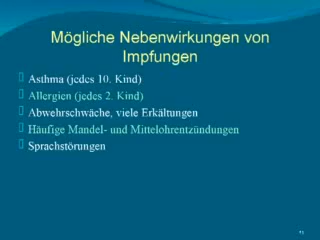 Mögliche Nebenwirkungen von
Impfungen
Asthma (jedes 10. Kind)
Allergien (jedes 2. Kind)
Abwehrschwäche, viele Erkältungen
Häufige Mandel- und Mittelohrentzündungen
Sprachstörungen